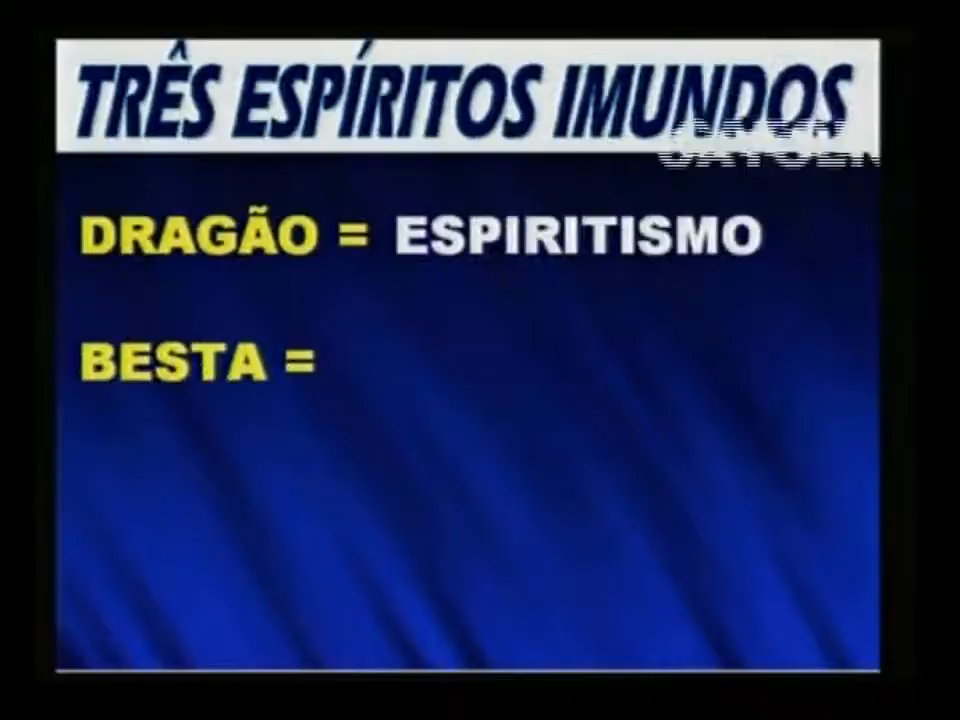 TRÊS ESPÍRITOS IMUNDOS
DRAGÃO = ESPIRITISMO
BESTA =